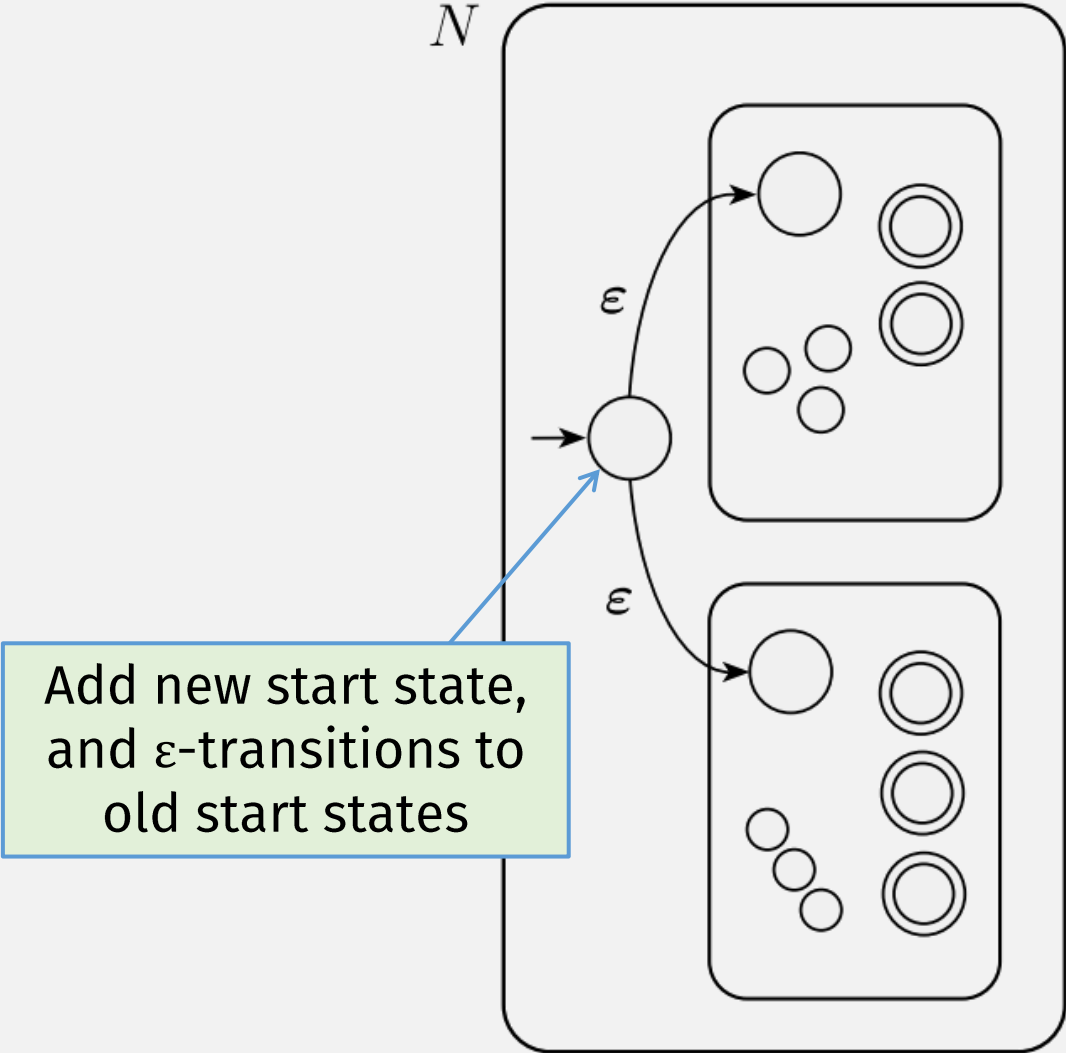 N
ε
ε
Add new start state,
and ε-transitions to
old start states